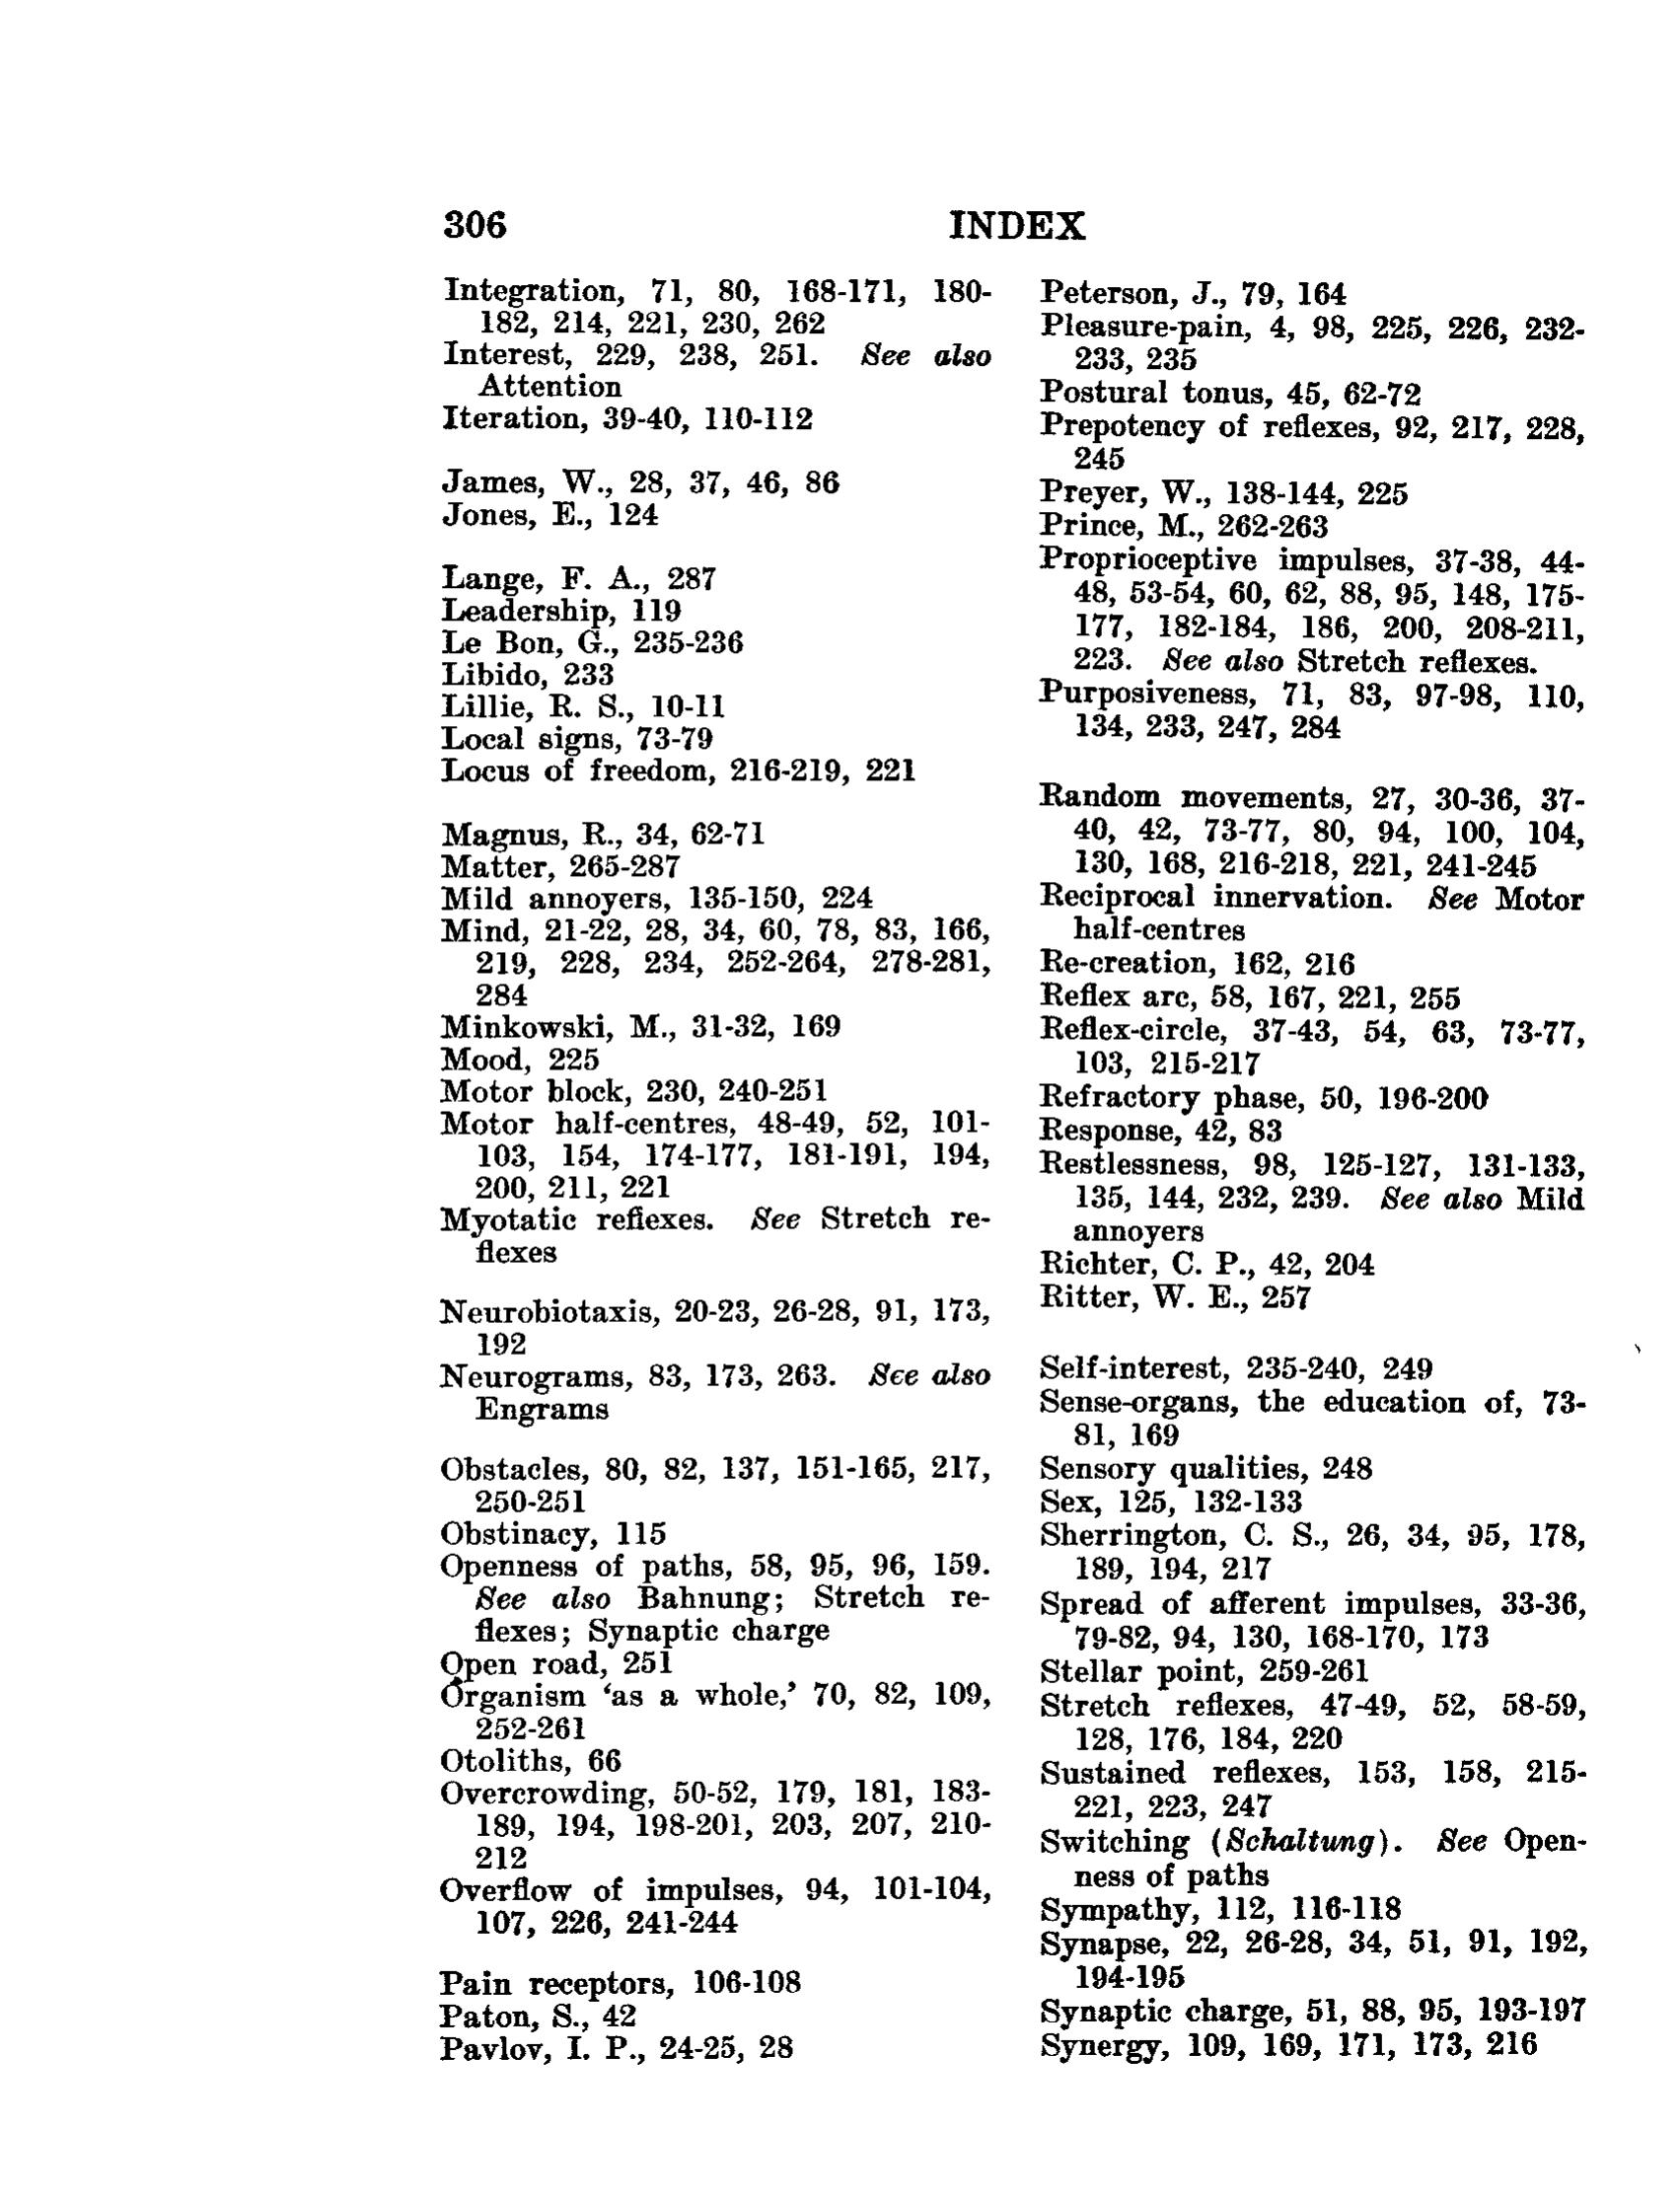 306
INDEX
Integration, 71, 80, 168-171, 180-
182, 214, 221, 230, 262
Interest, 229, 238, 251. See also
Attention
Iteration, 39-40, 110-112
James, W., 28, 37, 46, 86
Jones, E., 124
Lange, F. A., 287
Leadership, 119
Le Bon, G., 235-236
Libido, 233
Lillie, R. S., 10-11
Local signs, 73-79
Locus of freedom, 216-219, 221
Magnus, R., 34, 62-71
Matter, 265-287
Mild annoyers, 135-150, 224
Mind, 21-22, 28, 34, 60, 78, 83, 166,
219, 228, 234, 252-264, 278-281,
284
Minkowski, M., 31-32, 169
Mood, 225
Motor block, 230, 240-251
Motor half-centres, 48-49, 52, 101-
103, 154, 174-177, 181-191, 194,
200, 211, 221
Myotatic reflexes. See Stretch re-
flexes
Neurobiotaxis, 20-23, 26-28, 91, 173,
192
Neurograms, 83, 173, 263. See also
Engrams
Obstacles, 80, 82, 137, 151-165, 217,
250-251
Obstinacy, 115
Openness of paths, 58, 95, 96, 159.
See also Bahnung; Stretch re-
flexes; Synaptic charge
Open road, 251
Organism 'as a whole,' 70, 82, 109,
252-261
Otoliths, 66
Overcrowding, 50-52, 179, 181, 183-
189, 194, 198-201, 203, 207, 210-
212
Overflow of impulses, 94, 101-104,
107, 226, 241-244
Pain receptors, 106-108
Paton, S., 42
Pavlov, I. P., 24-25, 28
Peterson, J., 79, 164
Pleasure-pain, 4, 98, 225, 226, 232-
233, 235
Postural tonus, 45, 62-72
Prepotency of reflexes, 92, 217, 228,
245
Preyer, W., 138-144, 225
Prince, M., 262-263
Proprioceptive impulses, 37-38, 44-
48, 53-54, 60, 62, 88, 95, 148, 175-
177, 182-184, 186, 200, 208-211,
223. See also Stretch reflexes.
Purposiveness, 71, 83, 97-98, 110,
134, 233, 247, 284
Random movements, 27, 30-36, 37-
40, 42, 73-77, 80, 94, 100, 104,
130, 168, 216-218, 221, 241-245
Reciprocal innervation. See Motor
half-centres
Re-creation, 162, 216
Reflex arc, 58, 167, 221, 255
Reflex-circle, 37-43, 54, 63, 73-77,
103, 215-217
Refractory phase, 50, 196-200
Response, 42, 83
Restlessness, 98, 125-127, 131-133,
135, 144, 232, 239. See also Mild
annoyers
Richter, C. P., 42, 204
Ritter, W. E., 257
Self-interest, 235-240, 249
Sense-organs, the education of, 73-
81, 169
Sensory qualities, 248
Sex, 125, 132-133
Sherrington, C. S., 26, 34, 95, 178,
189, 194, 217
Spread of afferent impulses, 33-36,
79-82, 94, 130, 168-170, 173
Stellar point, 259-261
Stretch reflexes, 47-49, 52, 58-59,
128, 176, 184, 220
Sustained reflexes, 153, 158, 215-
221, 223, 247
Switching (Schaltung). See Open-
ness of paths
Sympathy, 112, 116-118
Synapse, 22, 26-28, 34, 51, 91, 192,
194-195
Synaptic charge, 51, 88, 95, 193-197
Synergy, 109, 169, 171, 173, 216